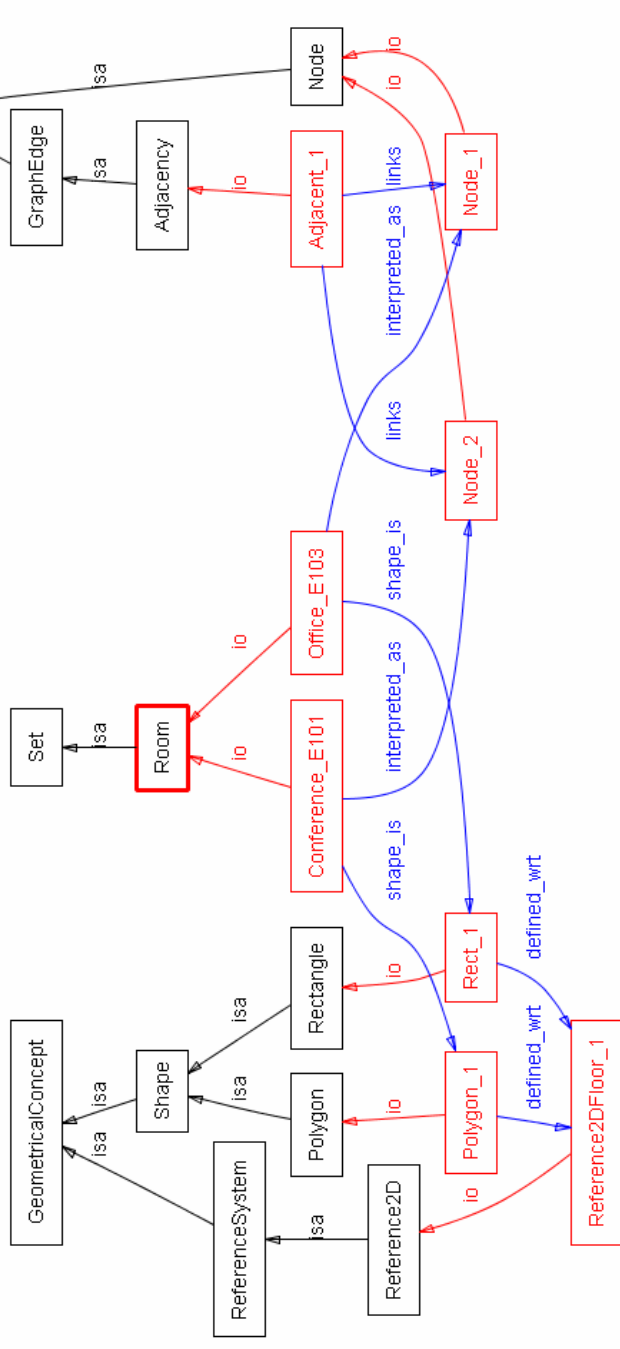 GeometricalConcept
Set
GraphEdge
isa
isa
isa
isa
isa
Shape
Room
Adjacency
ReferenceSystem
isa
isa
io
io
io
isa
Polygon
Rectangle
Conference_E101
Office_E103
Adjacent_1
Node
Reference2D
io
io
shape_is
interpreted_as
shape_is
links
interpreted_as
links
io
io
io
Polygon_1
Rect_1
Node_2
Node_1
defined_wrt
defined_wrt
Reference2DFloor_1